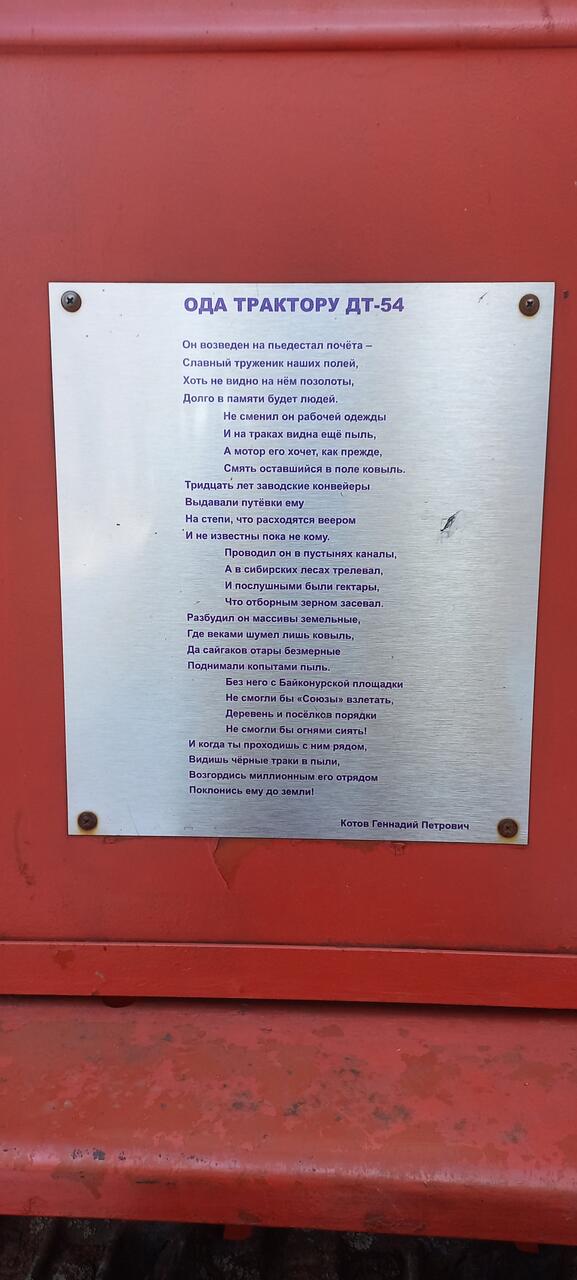 ОДА ТРАКТОРУ ДТ-54
Он возведен на пьедестал почёта –
Славный труженик наших полей,
Хоть не видно на нём позолоты,
Долго в памяти будет людей.
Не сменил он рабочей одежды
И на траках видна ещё пыль,
А мотор его хочет, как прежде,
Смять оставшийся в поле ковыль.
Тридцать лет заводские конвейеры
Выдавали путёвки ему
На степи, что расходятся веером
И не известны пока не кому.
Проводил он в пустынях каналы,
А в сибирских лесах трелевал,
И послушными были гектары,
Что отборным зерном засевал.
Разбудил он массивы земельные,
Где веками шумел лишь ковыль,
Да сайгаков отары безмерные
Поднимали копытами пыль.
Без него с Байконурской площадки
Не смогли бы «Союзы» взлетать,
Деревень и посёлков порядки
Не смогли бы огнями сиять!
И когда ты проходишь с ним рядом,
Видишь чёрные траки в пыли,
Возгордись миллионным его отрядом
Поклонись ему до земли!
Котов Геннадий Петрович